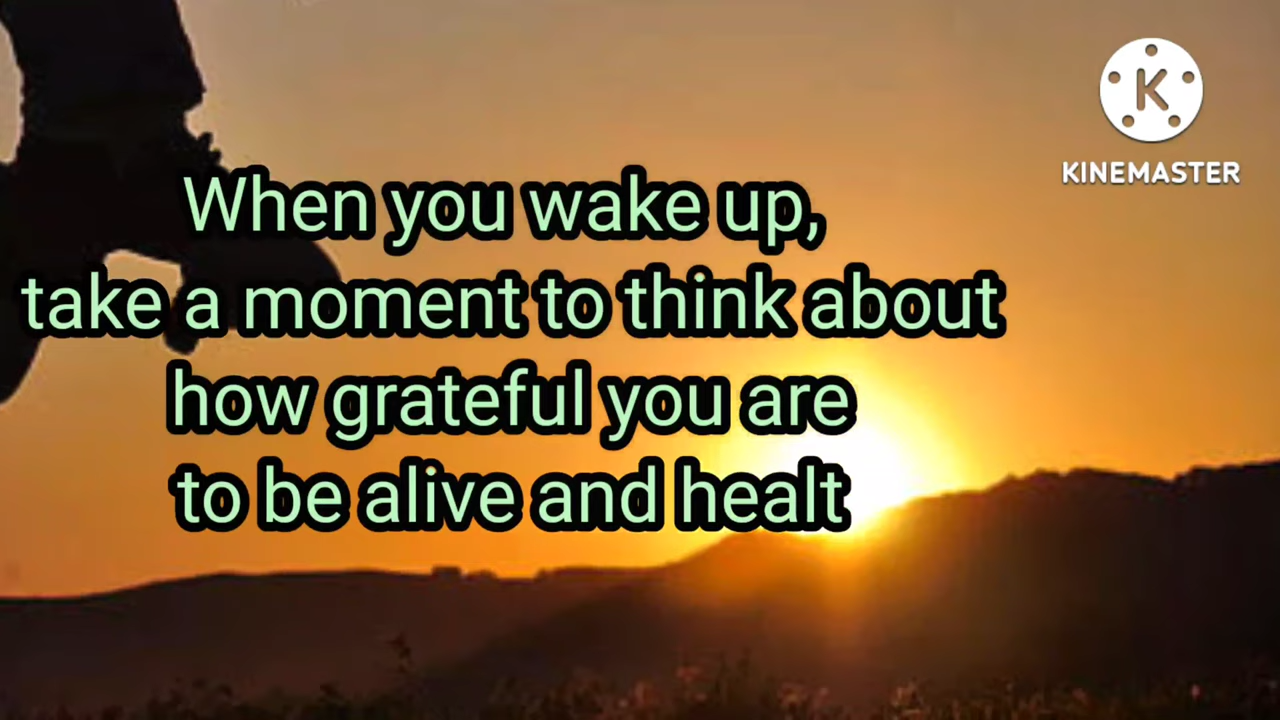 When you wake up,
take a moment to think about
how grateful you are
to be alive and healt
K
KINEMASTER